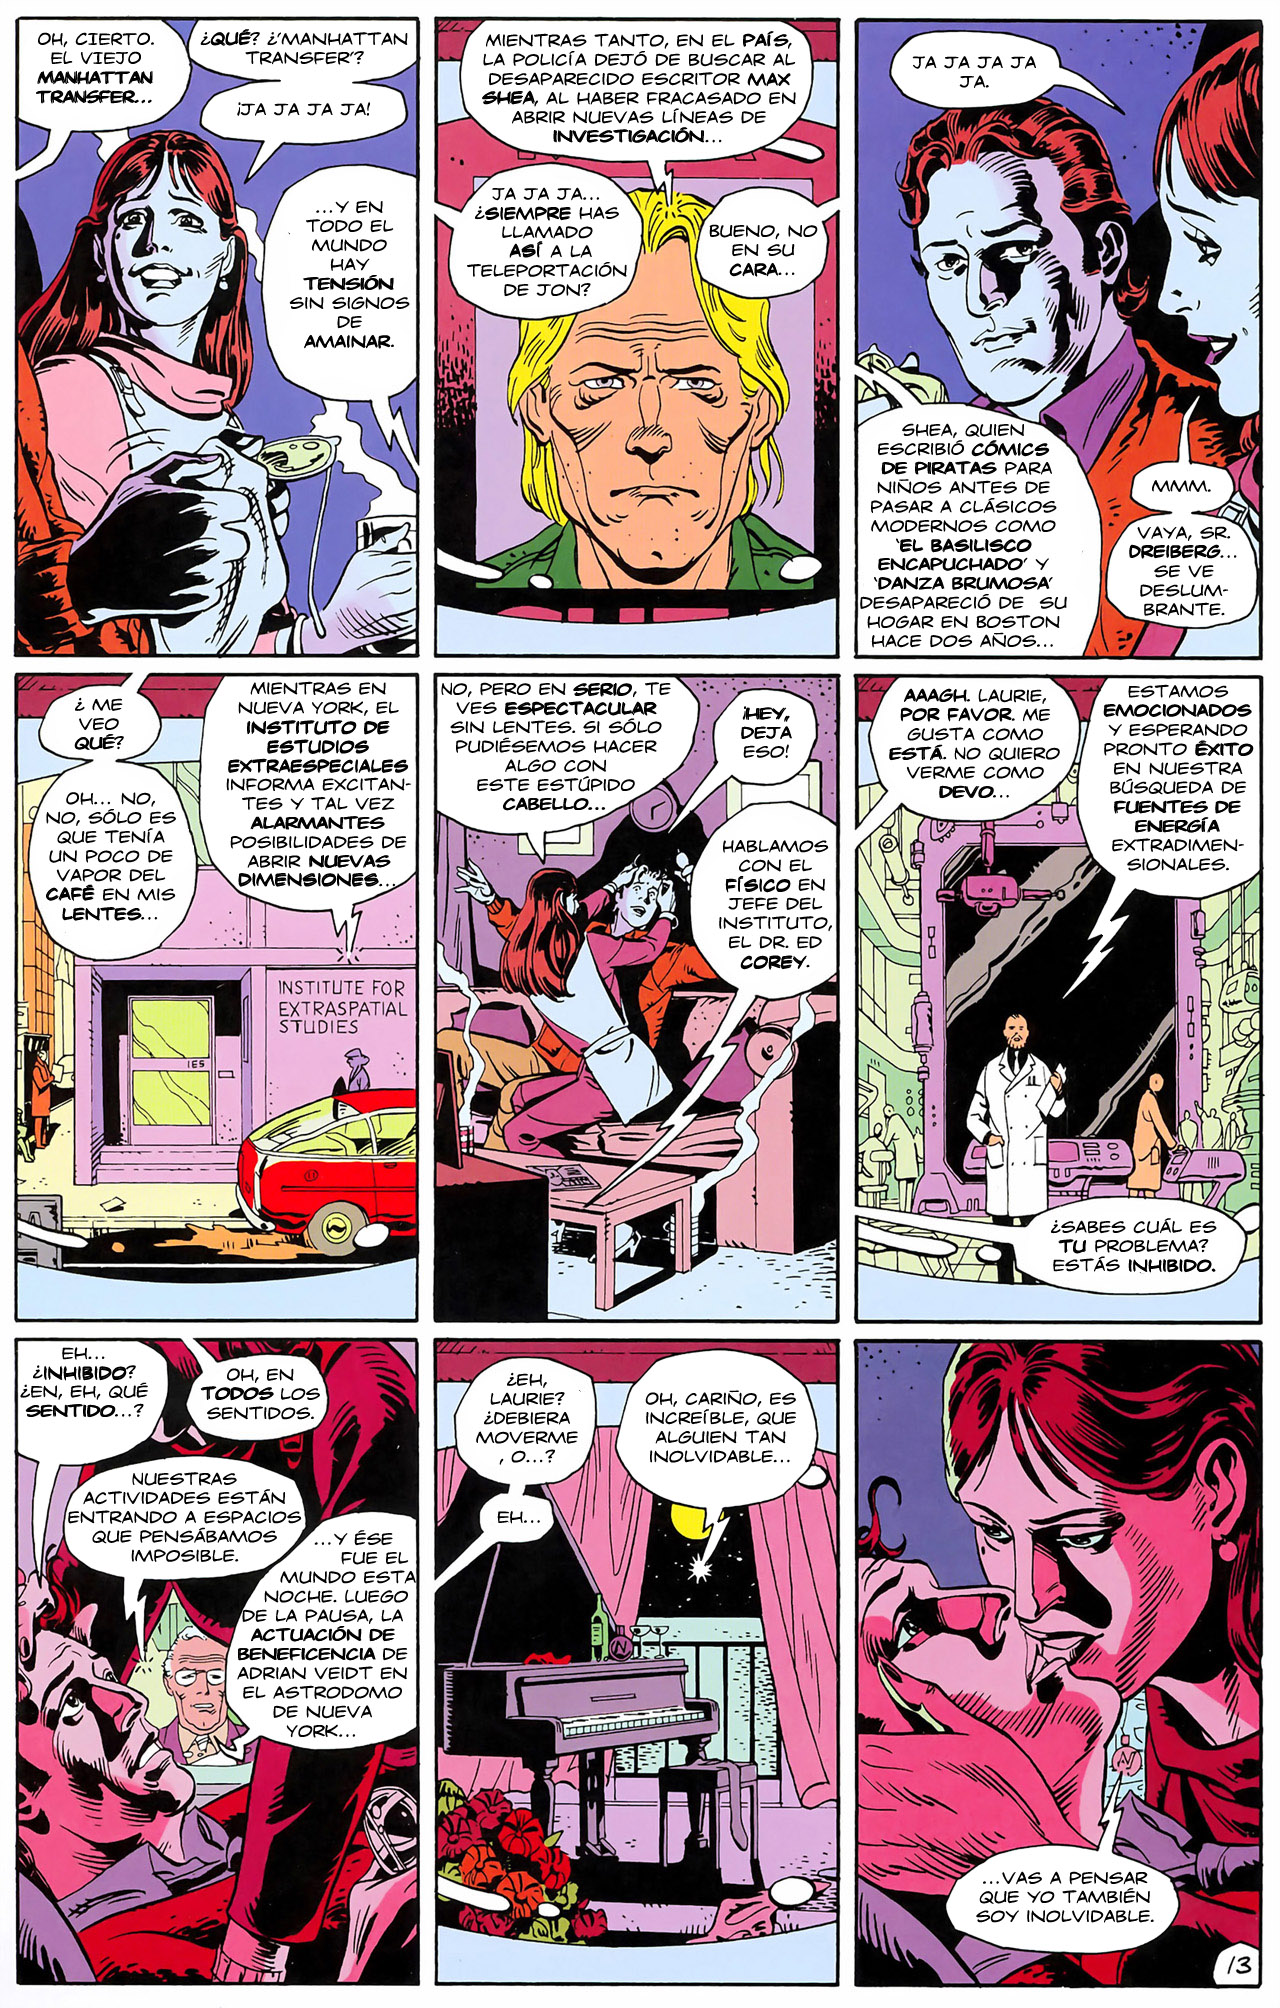 OH, CIERTO.
EL VIEJO
MANHATTAN
TRANSFER...
¿QUÉ? ¿'MANHATTAN
TRANSFER'?
¡JA JA JA JA!
...Y EN
TODO EL
MUNDO
HAY
TENSIÓN
SIN SIGNOS
DE
AMAINAR.
MIENTRAS TANTO, EN EL PAÍS,
LA POLICÍA DEJÓ DE BUSCAR AL
DESAPARECIDO ESCRITOR MAX
SHEA, AL HABER FRACASADO EN
ABRIR NUEVAS LÍNEAS DE
INVESTIGACIÓN...
JA JA JA...
¿SIEMPRE HAS
LLAMADO
ASÍ A LA
TELEPORTACIÓN
DE JON?
BUENO, NO
EN SU
CARA...
JA JA JA JA
JA.
SHEA, QUIEN
ESCRIBIÓ CÓMICS
DE PIRATAS PARA
NIÑOS ANTES DE
PASAR A CLÁSICOS
MODERNOS COMO
'EL BASILISCO
ENCAPUCHADO' Y
'DANZA BRUMOSA'
DESAPARECIÓ DE SU
HOGAR EN BOSTON
HACE DOS AÑOS...
MMM.
VAYA, SR.
DREIBERG...
SE VE
DESLUM-
BRANTE.
¿ ME
VEO
QUÉ?
OH... NO,
NO, SÓLO ES
QUE TENÍA
UN POCO DE
VAPOR DEL
CAFÉ EN MIS
LENTES...
MIENTRAS EN
NUEVA YORK, EL
INSTITUTO DE
ESTUDIOS
EXTRAESPECIALES
INFORMA EXCITAN-
TES Y TAL VEZ
ALARMANTES
POSIBILIDADES DE
ABRIR NUEVAS
DIMENSIONES...
INSTITUTE FOR
EXTRASPATIAL
STUDIES
IES
NO, PERO EN SERIO, TE
VES ESPECTACULAR
SIN LENTES. SI SÓLO
PUDIÉSEMOS HACER
ALGO CON
ESTE ESTÚPIDO
CABELLO...
¡HEY,
DEJA
ESO!
HABLAMOS
CON EL
FÍSICO EN
JEFE DEL
INSTITUTO,
EL DR. ED
COREY.
AAAGH. LAURIE,
POR FAVOR. ME
GUSTA COMO
ESTÁ. NO QUIERO
VERME COMO
DEVO...
ESTAMOS
EMOCIONADOS
Y ESPERANDO
PRONTO ÉXITO
EN NUESTRA
BÚSQUEDA DE
FUENTES DE
ENERGÍA
EXTRADIMEN-
SIONALES.
¿SABES CUÁL ES
TU PROBLEMA?
ESTÁS INHIBIDO.
EH...
¿INHIBIDO?
¿EN, EH, QUÉ
SENTIDO...?
OH, EN
TODOS LOS
SENTIDOS.
NUESTRAS
ACTIVIDADES ESTÁN
ENTRANDO A ESPACIOS
QUE PENSÁBAMOS
IMPOSIBLE.
...Y ÉSE
FUE EL
MUNDO ESTA
NOCHE. LUEGO
DE LA PAUSA, LA
ACTUACIÓN DE
BENEFICENCIA DE
ADRIAN VEIDT EN
EL ASTRODOMO
DE NUEVA
YORK...
¿EH,
LAURIE?
¿DEBIERA
MOVERME
, O...?
EH...
OH, CARIÑO, ES
INCREÍBLE, QUE
ALGUIEN TAN
INOLVIDABLE...
N
N
...VAS A PENSAR
QUE YO TAMBIÉN
SOY INOLVIDABLE.
13